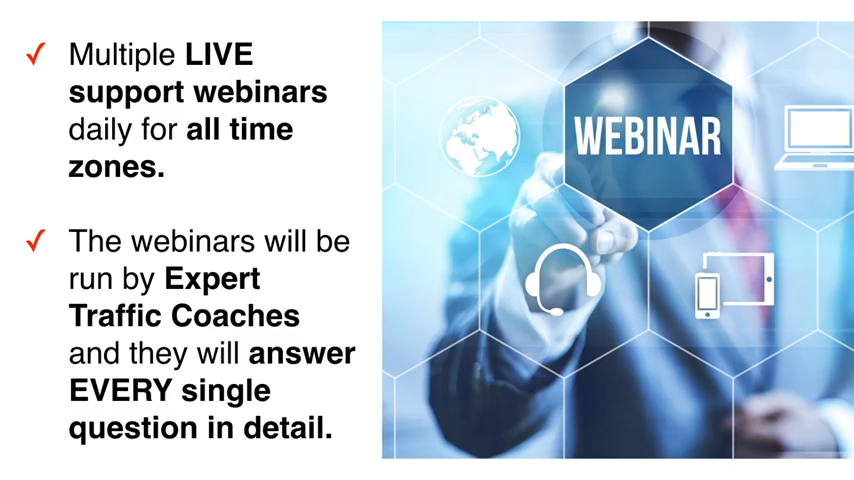 ✓ Multiple LIVE
support webinars
daily for all time
zones.
✓ The webinars will be
run by Expert
Traffic Coaches
and they will answer
EVERY single
question in detail.
WEBINAR